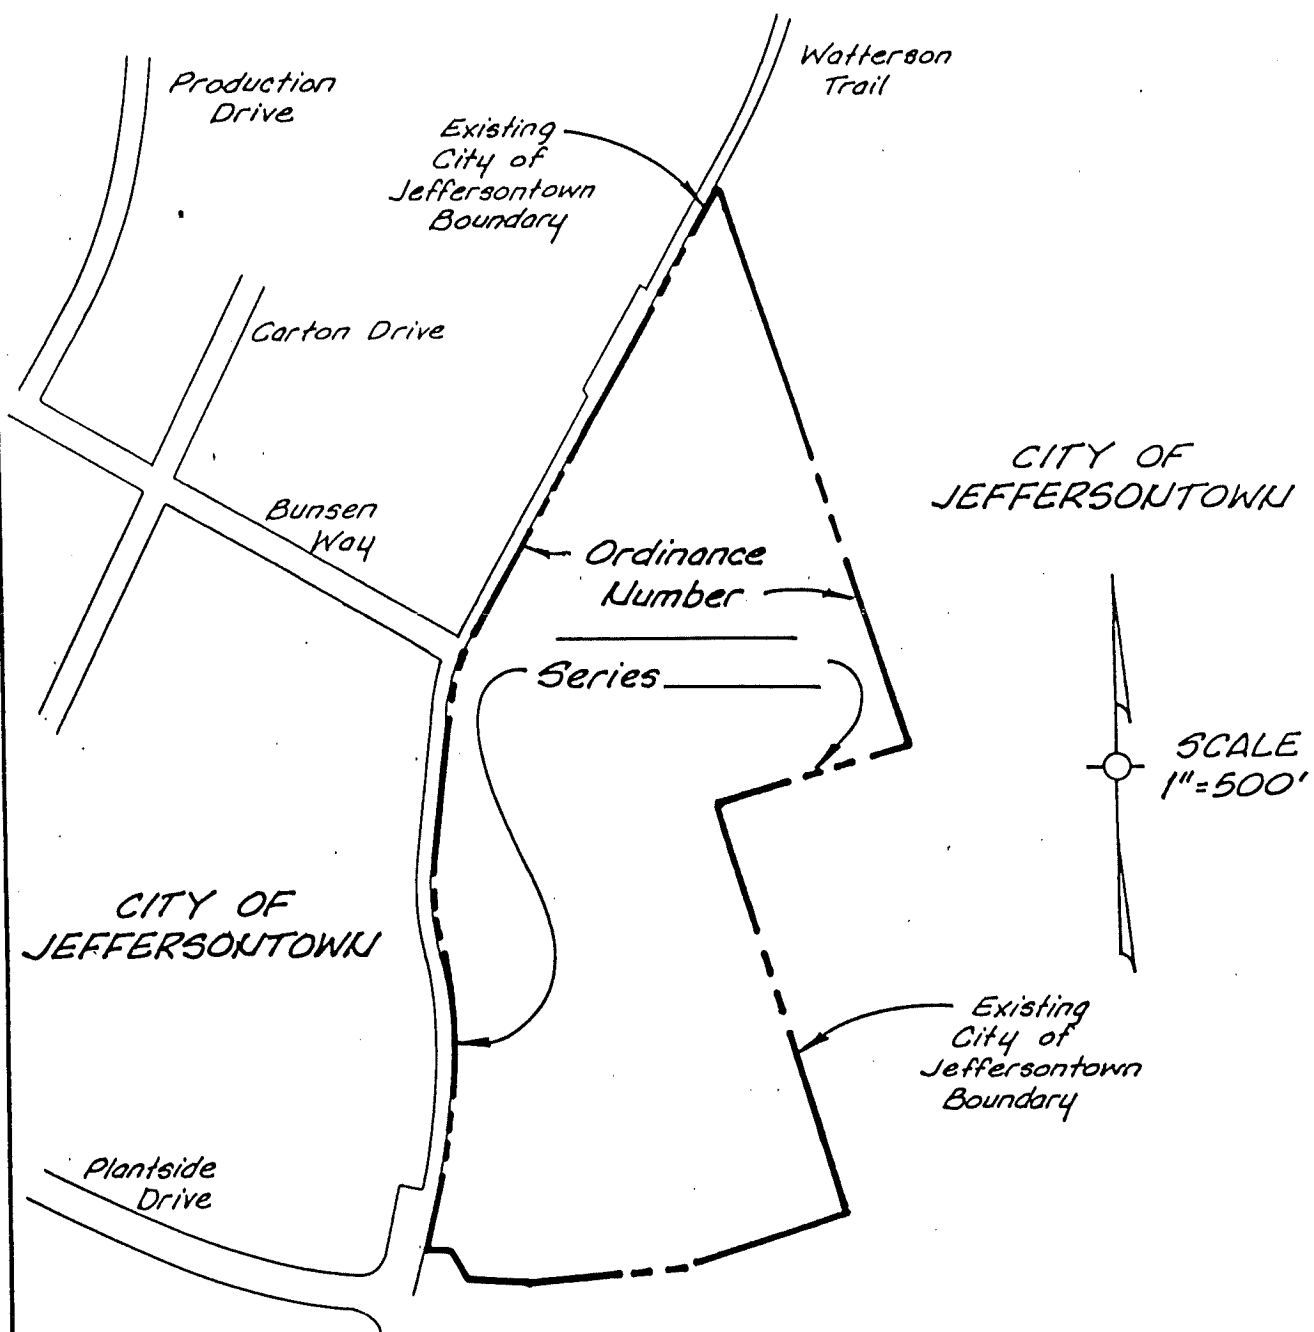 Production
Drive
Watterson
Trail
Existing
City of
Jeffersontown
Boundary
Carton Drive
CITY OF
JEFFERSONTOWN
Bunsen
Way
Ordinance
Number
Series
SCALE
1"=500'
CITY OF
JEFFERSONTOWN
Existing
City of
Jeffersontown
Boundary
Plantside
Drive